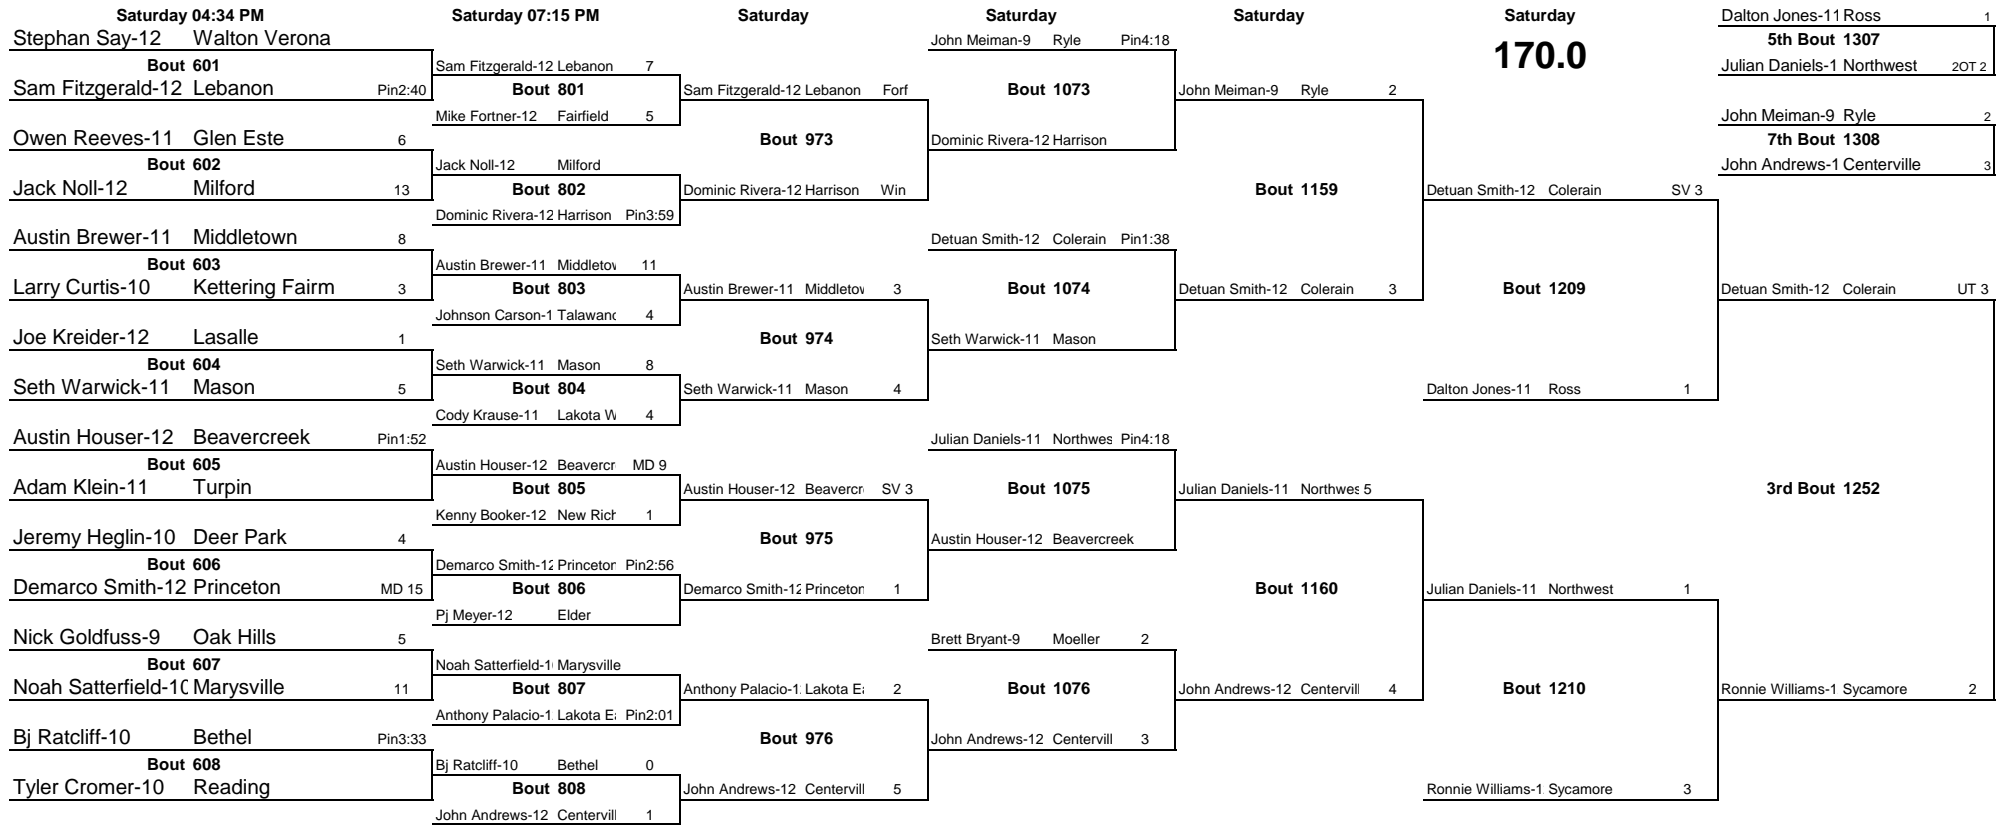 Saturday 04:34 PM Saturday 07:15 PM Saturday Saturday Saturday Saturday
170.0
Stephan Say-12 Walton Verona
Bout 601
Sam Fitzgerald-12 Lebanon Pin2:40
Owen Reeves-11 Glen Este 6
Bout 602
Jack Noll-12 Milford 13
Austin Brewer-11 Middletown 8
Bout 603
Larry Curtis-10 Kettering Fairm 3
Joe Kreider-12 Lasalle 1
Bout 604
Seth Warwick-11 Mason 5
Austin Houser-12 Beavercreek Pin1:52
Bout 605
Adam Klein-11 Turpin
Jeremy Heglin-10 Deer Park 4
Bout 606
Demarco Smith-12 Princeton MD 15
Nick Goldfuss-9 Oak Hills 5
Bout 607
Noah Satterfield-10 Marysville 11
Bj Ratcliff-10 Bethel Pin3:33
Bout 608
Tyler Cromer-10 Reading
Sam Fitzgerald-12 Lebanon 7
Bout 801
Mike Fortner-12 Fairfield 5
Jack Noll-12 Milford
Bout 802
Dominic Rivera-12 Harrison Pin3:59
Austin Brewer-11 Middletov 11
Bout 803
Johnson Carson-1 Talawand 4
Seth Warwick-11 Mason 8
Bout 804
Cody Krause-11 Lakota W 4
Austin Houser-12 Beavercr MD 9
Bout 805
Kenny Booker-12 New Rich 1
Demarco Smith-12 Princeton Pin2:56
Bout 806
Pj Meyer-12 Elder
Noah Satterfield-1 Marysville
Bout 807
Anthony Palacio-1 Lakota Ea Pin2:01
Bj Ratcliff-10 Bethel 0
Bout 808
John Andrews-12 Centervill 1
Sam Fitzgerald-12 Lebanon Forf
Bout 973
Dominic Rivera-12 Harrison Win
Austin Brewer-11 Middletov 3
Bout 974
Seth Warwick-11 Mason 4
Austin Houser-12 Beavercr SV 3
Bout 975
Demarco Smith-12 Princeton 1
Anthony Palacio-1 Lakota Ea 2
Bout 976
John Andrews-12 Centervill 5
John Meiman-9 Ryle Pin4:18
Bout 1073
Dominic Rivera-12 Harrison
Detuan Smith-12 Colerain Pin1:38
Bout 1074
Seth Warwick-11 Mason
Julian Daniels-11 Northwes Pin4:18
Bout 1075
Austin Houser-12 Beavercreek
Brett Bryant-9 Moeller 2
Bout 1076
John Andrews-12 Centervill 3
John Meiman-9 Ryle 2
Bout 1159
Detuan Smith-12 Colerain 3
Julian Daniels-11 Northwes 5
Bout 1160
John Andrews-12 Centervill 4
Detuan Smith-12 Colerain SV 3
Bout 1209
Dalton Jones-11 Ross 1
Julian Daniels-11 Northwest 1
Bout 1210
Ronnie Williams-1 Sycamore 3
Dalton Jones-11 Ross 1
5th Bout 1307
Julian Daniels-1 Northwest 2OT 2
John Meiman-9 Ryle 2
7th Bout 1308
John Andrews-1 Centerville 3
Detuan Smith-12 Colerain UT 3
3rd Bout 1252
Ronnie Williams-1 Sycamore 2